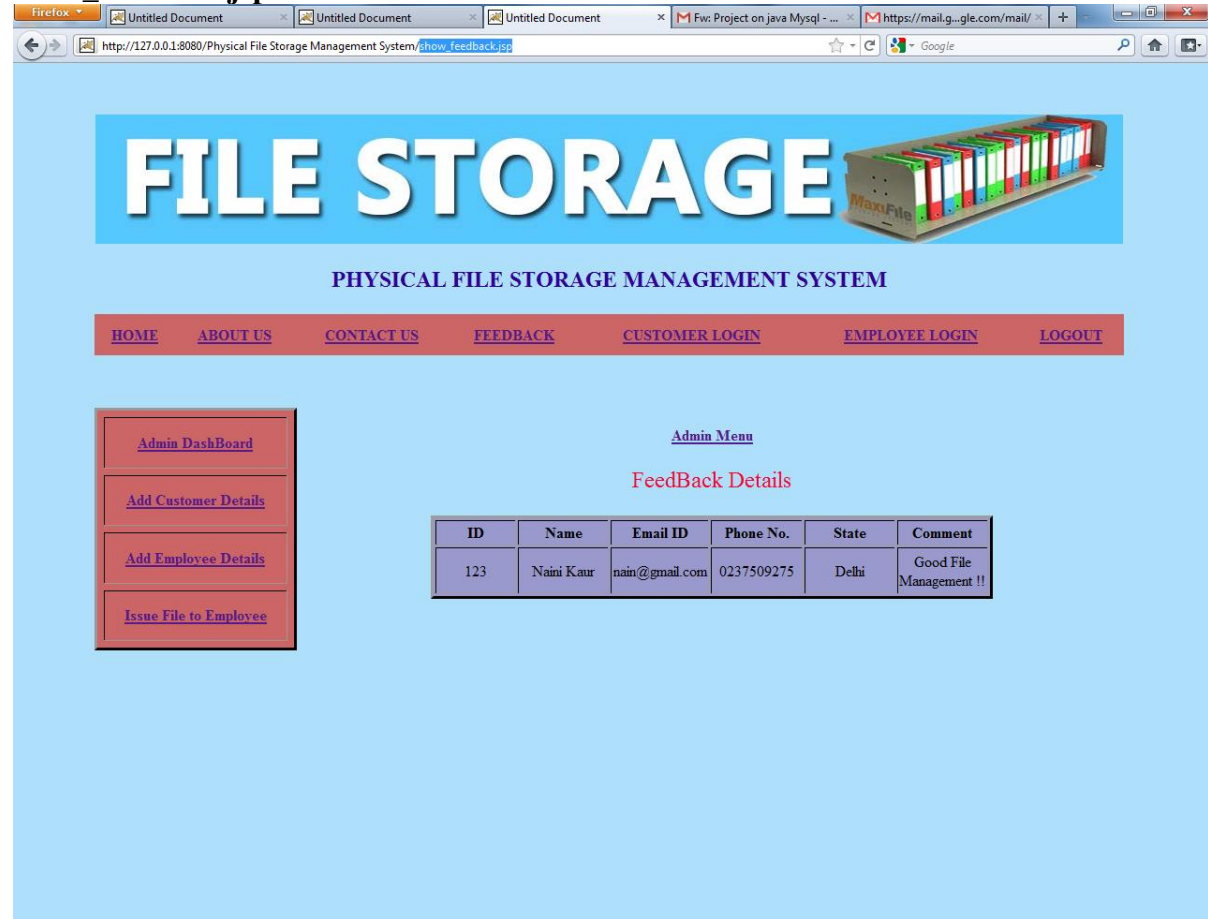 Firefox
Untitled Document
Untitled Document
Untitled Document
Fw: Project on java Mysql - ...
https://mail.g...gle.com/mail/
http://127.0.0.1:8080/Physical File Storage Management System/show_feedback.jsp
Google
FILE STORAGE
MaxiFile
PHYSICAL FILE STORAGE MANAGEMENT SYSTEM
HOME ABOUT US CONTACT US FEEDBACK CUSTOMER LOGIN EMPLOYEE LOGIN LOGOUT
Admin DashBoard
Add Customer Details
Add Employee Details
Issue File to Employee
Admin Menu
FeedBack Details
ID Name Email ID Phone No. State Comment
123 Naini Kaur nain@gmail.com 0237509275 Delhi Good File
Management !!